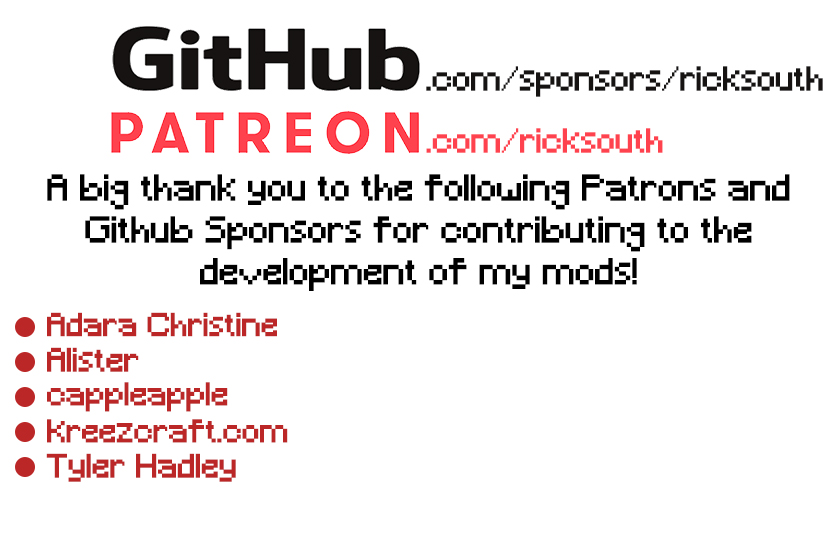 GitHub.com/sponsors/ricksouth
PATREON.com/ricksouth
A big thank you to the following Patrons and
Github Sponsors for contributing to the
development of my mods!
● Adara Christine
● Alister
● cappleapple
● kreezcraft.com
● Tyler Hadley